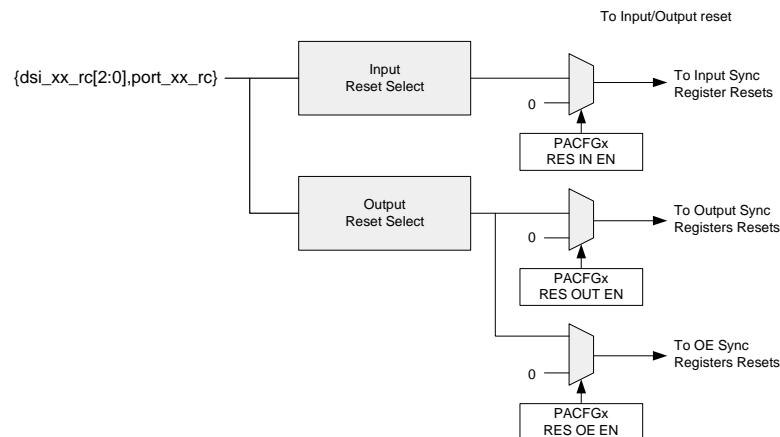 To Input/Output reset
{dsi_xx_rc[2:0],port_xx_rc}
Input
Reset Select
0
To Input Sync
Register Resets
PACFGx
RES IN EN
Output
Reset Select
0
To Output Sync
Registers Resets
PACFGx
RES OUT EN
0
To OE Sync
Registers Resets
PACFGx
RES OE EN